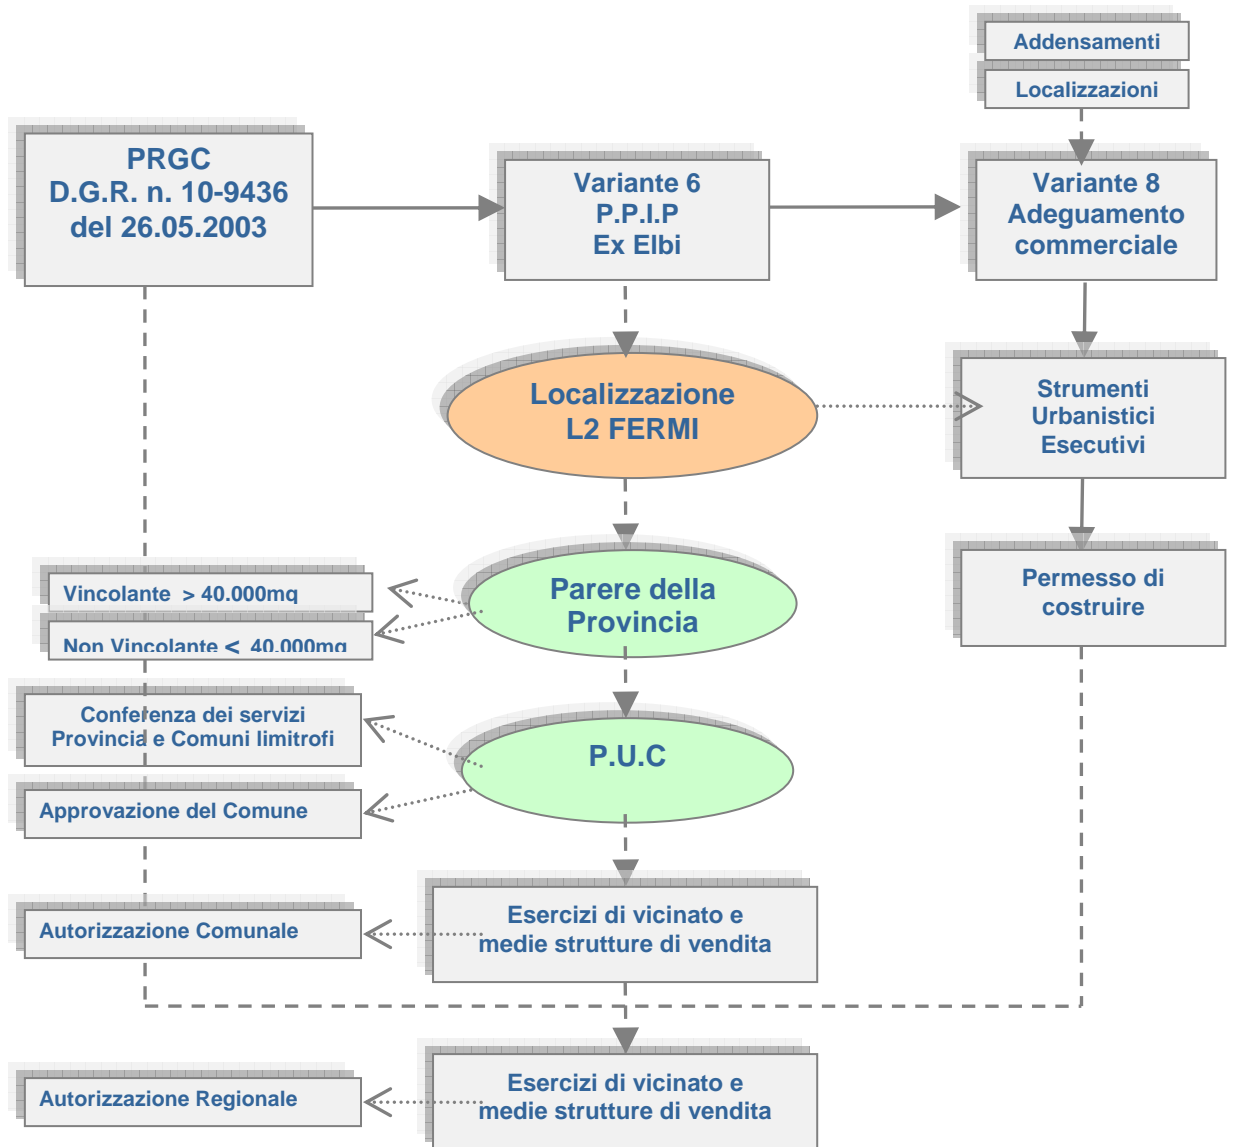 Addensamenti
Localizzazioni
PRGC
D.G.R. n. 10-9436
del 26.05.2003
Variante 6
P.P.I.P
Ex Elbi
Variante 8
Adeguamento
commerciale
Localizzazione
L2 FERMI
Strumenti
Urbanistici
Esecutivi
Parere della
Provincia
Vincolante > 40.000mq
Non Vincolante < 40.000mq
Permesso di
costruire
Conferenza dei servizi
Provincia e Comuni limitrofi
P.U.C
Approvazione del Comune
Esercizi di vicinato e
medie strutture di vendita
Autorizzazione Comunale
Esercizi di vicinato e
medie strutture di vendita
Autorizzazione Regionale